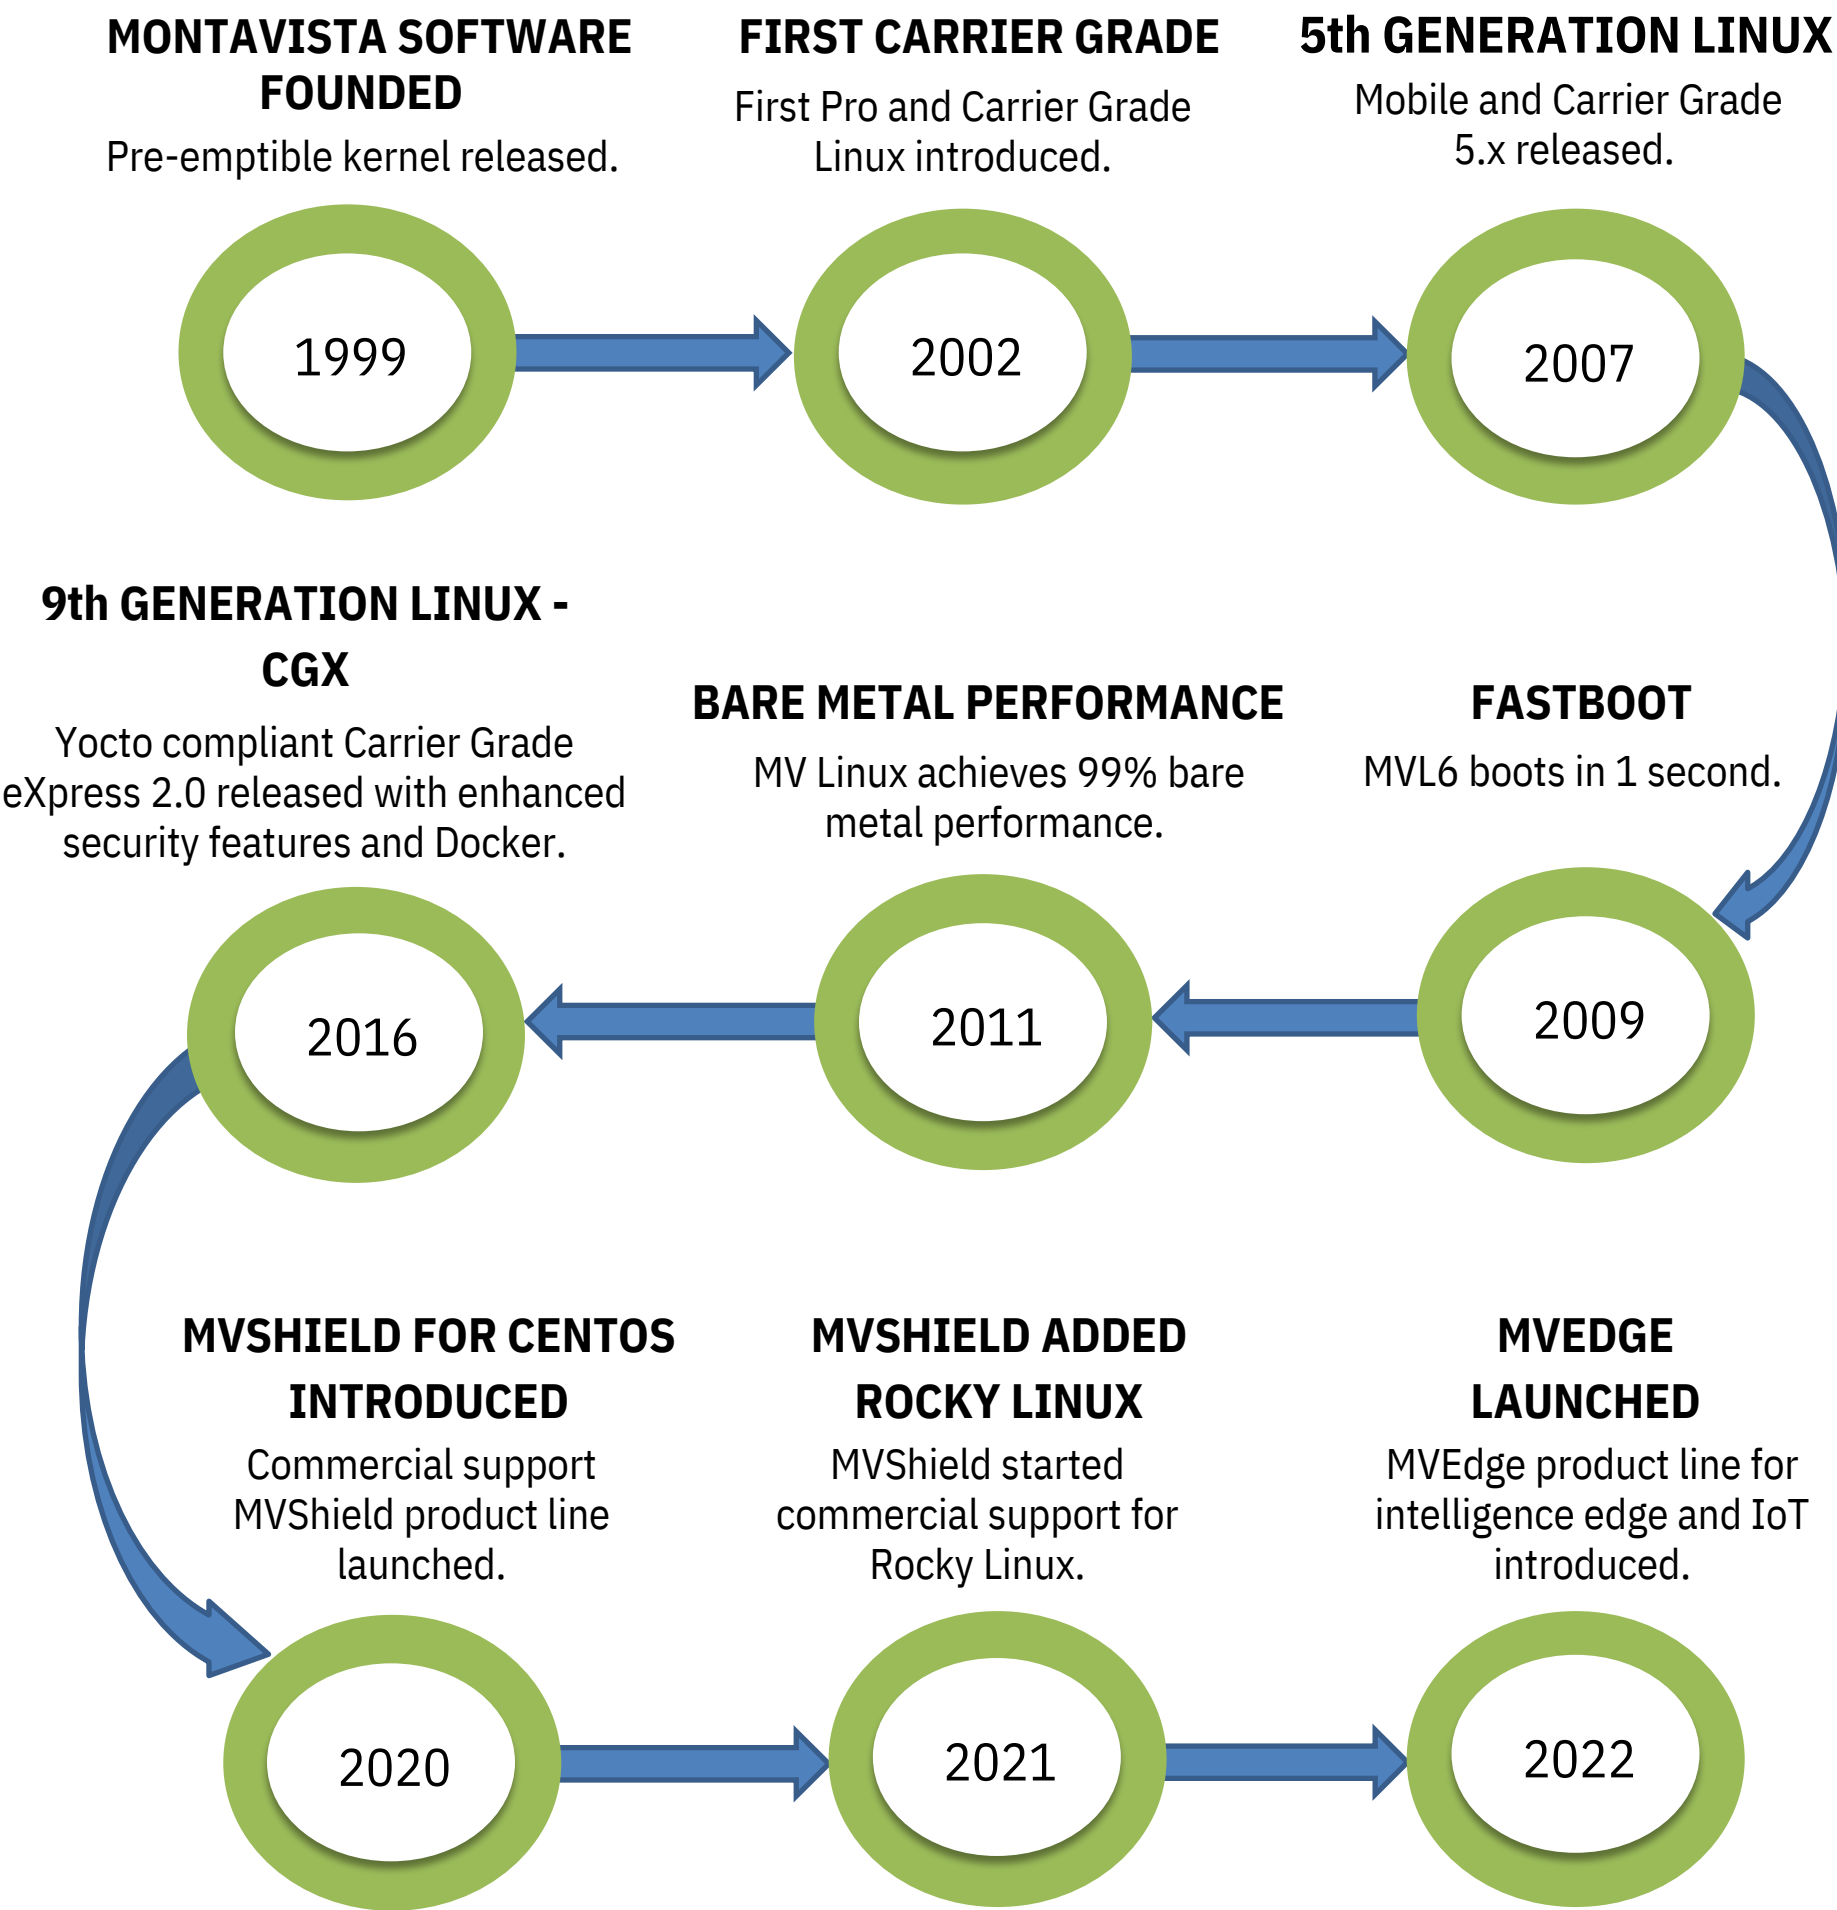 MONTAVISTA SOFTWARE
FOUNDED
Pre-emptible kernel released.
1999
FIRST CARRIER GRADE
First Pro and Carrier Grade
Linux introduced.
2002
5th GENERATION LINUX
Mobile and Carrier Grade
5.x released.
2007
FASTBOOT
MVL6 boots in 1 second.
2009
BARE METAL PERFORMANCE
MV Linux achieves 99% bare
metal performance.
2011
9th GENERATION LINUX -
CGX
Yocto compliant Carrier Grade
eXpress 2.0 released with enhanced
security features and Docker.
2016
MVSHIELD FOR CENTOS
INTRODUCED
Commercial support
MVShield product line
launched.
2020
MVSHIELD ADDED
ROCKY LINUX
MVShield started
commercial support for
Rocky Linux.
2021
MVEDGE
LAUNCHED
MVEdge product line for
intelligence edge and IoT
introduced.
2022